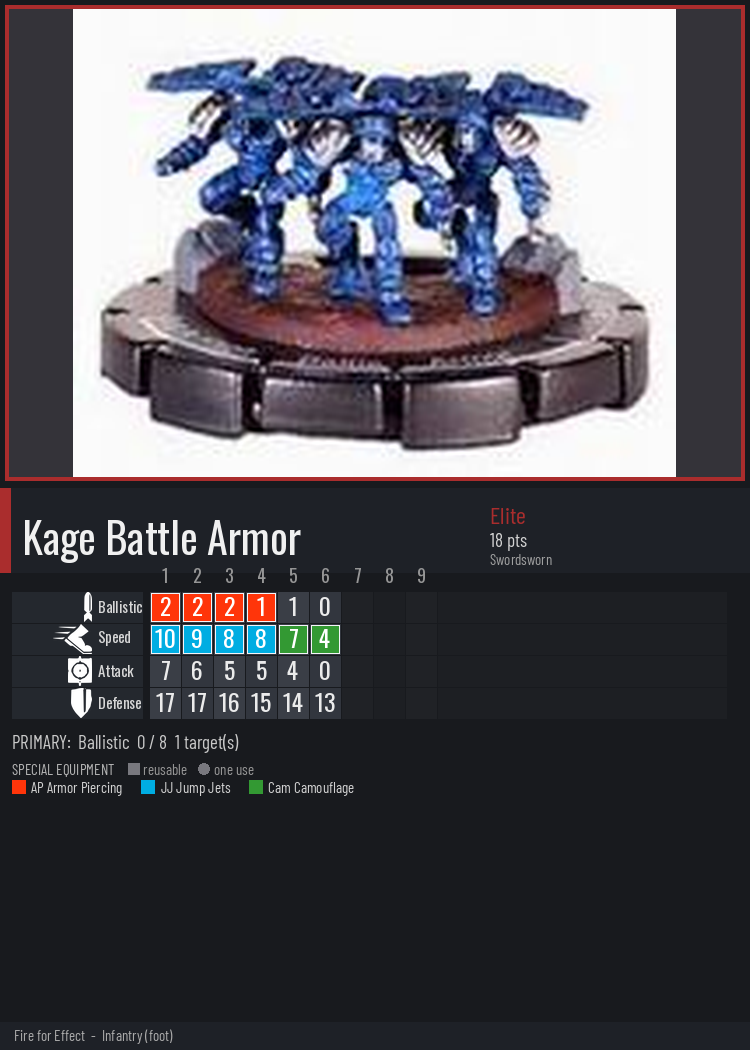 Kage Battle Armor
Elite
18 pts
Swordsworn
1 2 3 4 5 6 7 8 9
Ballistic 2 2 2 1 1 0
Speed 10 9 8 8 7 4
Attack 7 6 5 5 4 0
Defense 17 17 16 15 14 13
PRIMARY: Ballistic 0 / 8 1 target(s)
SPECIAL EQUIPMENT reusable one use
AP Armor Piercing JJ Jump Jets Cam Camouflage
Fire for Effect - Infantry (foot)